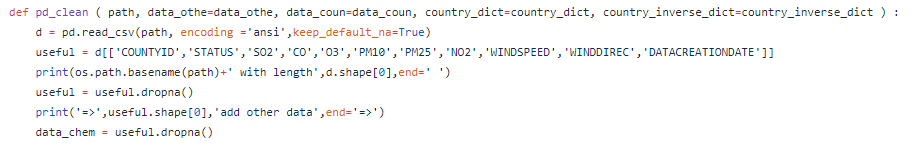 def pd_clean ( path, data_othe=data_othe, data_coun=data_coun, country_dict=country_dict, country_inverse_dict=country_inverse_dict ) :
d = pd.read_csv(path, encoding ='ansi',keep_default_na=True)
useful = d[['COUNTYID','STATUS','SO2','CO','O3','PM10','PM25','NO2','WINDSPEED','WINDDIREC','DATACREATIONDATE']]
print(os.path.basename(path)+' with length',d.shape[0],end=' ')
useful = useful.dropna()
print('=>',useful.shape[0],'add other data',end='=>')
data_chem = useful.dropna()